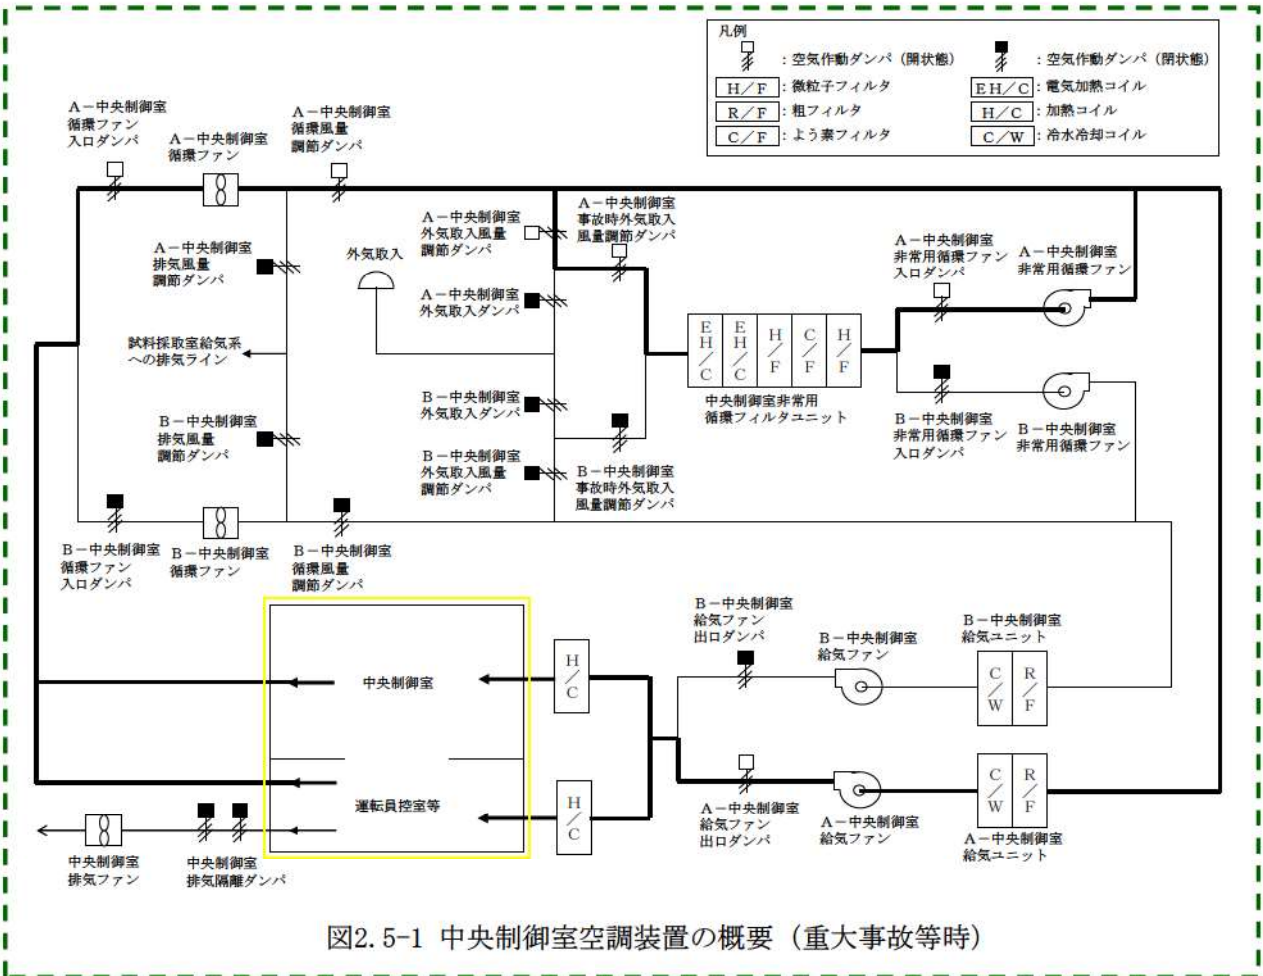 凡例
：空気作動ダンパ（開状態）
：空気作動ダンパ（閉状態）
H／F：微粒子フィルタ
EH／C：電気加熱コイル
R／F：粗フィルタ
H／C：加熱コイル
C／F：よう素フィルタ
C／W：冷水冷却コイル
A－中央制御室
循環ファン
入口ダンパ
A－中央制御室
循環ファン
A－中央制御室
循環風量
調節ダンパ
A－中央制御室
排気風量
調節ダンパ
外気取入
A－中央制御室
外気取入風量
調節ダンパ
A－中央制御室
事故時外気取入
風量調節ダンパ
A－中央制御室
外気取入ダンパ
A－中央制御室
非常用循環ファン
入口ダンパ
A－中央制御室
非常用循環ファン
試料採取室給気系
への排気ライン
EH／C
EH／C
H／F
C／F
H／F
中央制御室非常用
循環フィルタユニット
B－中央制御室
外気取入ダンパ
B－中央制御室
排気風量
調節ダンパ
B－中央制御室
外気取入風量
調節ダンパ
B－中央制御室
事故時外気取入
風量調節ダンパ
B－中央制御室
非常用循環ファン
入口ダンパ
B－中央制御室
非常用循環ファン
B－中央制御室
循環ファン
入口ダンパ
B－中央制御室
循環ファン
B－中央制御室
循環風量
調節ダンパ
B－中央制御室
給気ファン
出口ダンパ
B－中央制御室
給気ファン
B－中央制御室
給気ユニット
C／W
R／F
H／C
中央制御室
運転員控室等
H／C
A－中央制御室
給気ファン
出口ダンパ
A－中央制御室
給気ファン
C／W
R／F
A－中央制御室
給気ユニット
中央制御室
排気ファン
中央制御室
排気隔離ダンパ
図2.5-1 中央制御室空調装置の概要（重大事故等時）